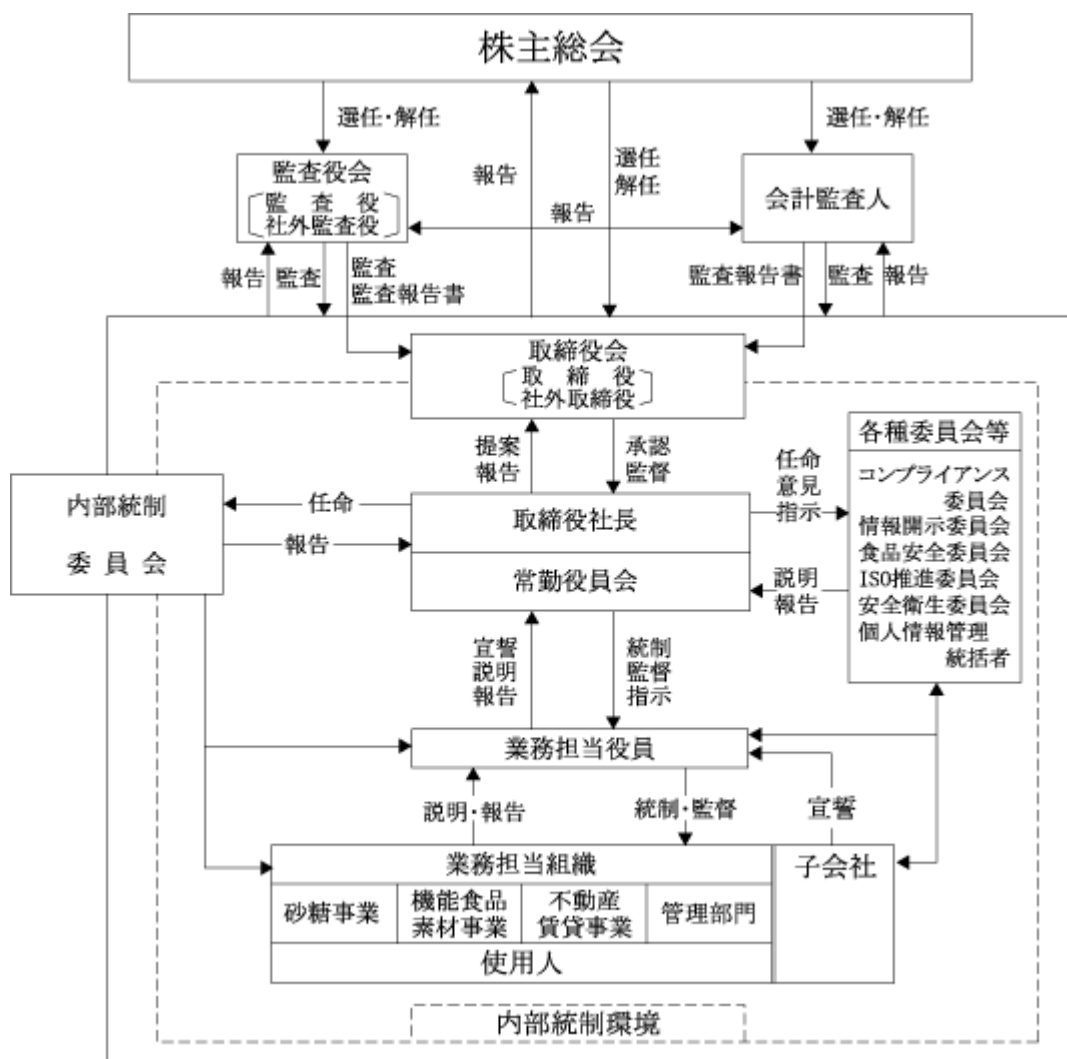 株主総会
選任・解任
選任・解任
報告
選任
解任
監査役会
監査役
社外監査役
会計監査人
報告
報告
監査
監査
監査報告書
監査報告書
監査
報告
取締役会
取締役
社外取締役
提案
報告
承認
監督
任命
意見
指示
各種委員会等
コンプライアンス
委員会
情報開示委員会
食品安全委員会
ISO推進委員会
安全衛生委員会
個人情報管理
統括者
内部統制
委員会
任命
報告
取締役社長
常勤役員会
説明
報告
宣誓
説明
報告
統制
監督
指示
業務担当役員
説明・報告
統制・監督
宣誓
業務担当組織
子会社
砂糖事業
機能食品
素材事業
不動産
賃貸事業
管理部門
使用人
内部統制環境